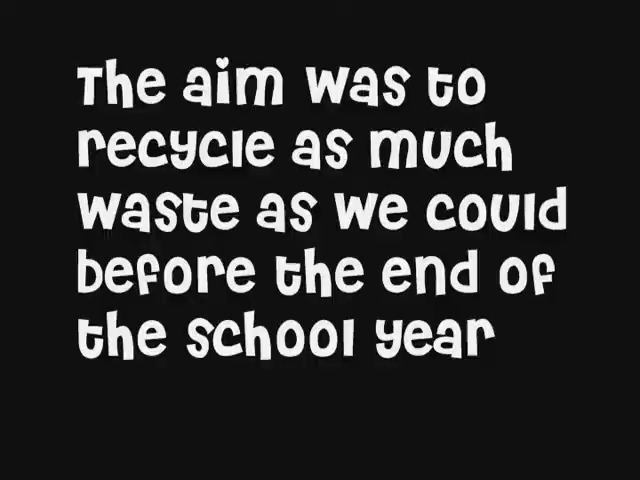 The aim was to
recycle as much
waste as we could
before the end of
the school year